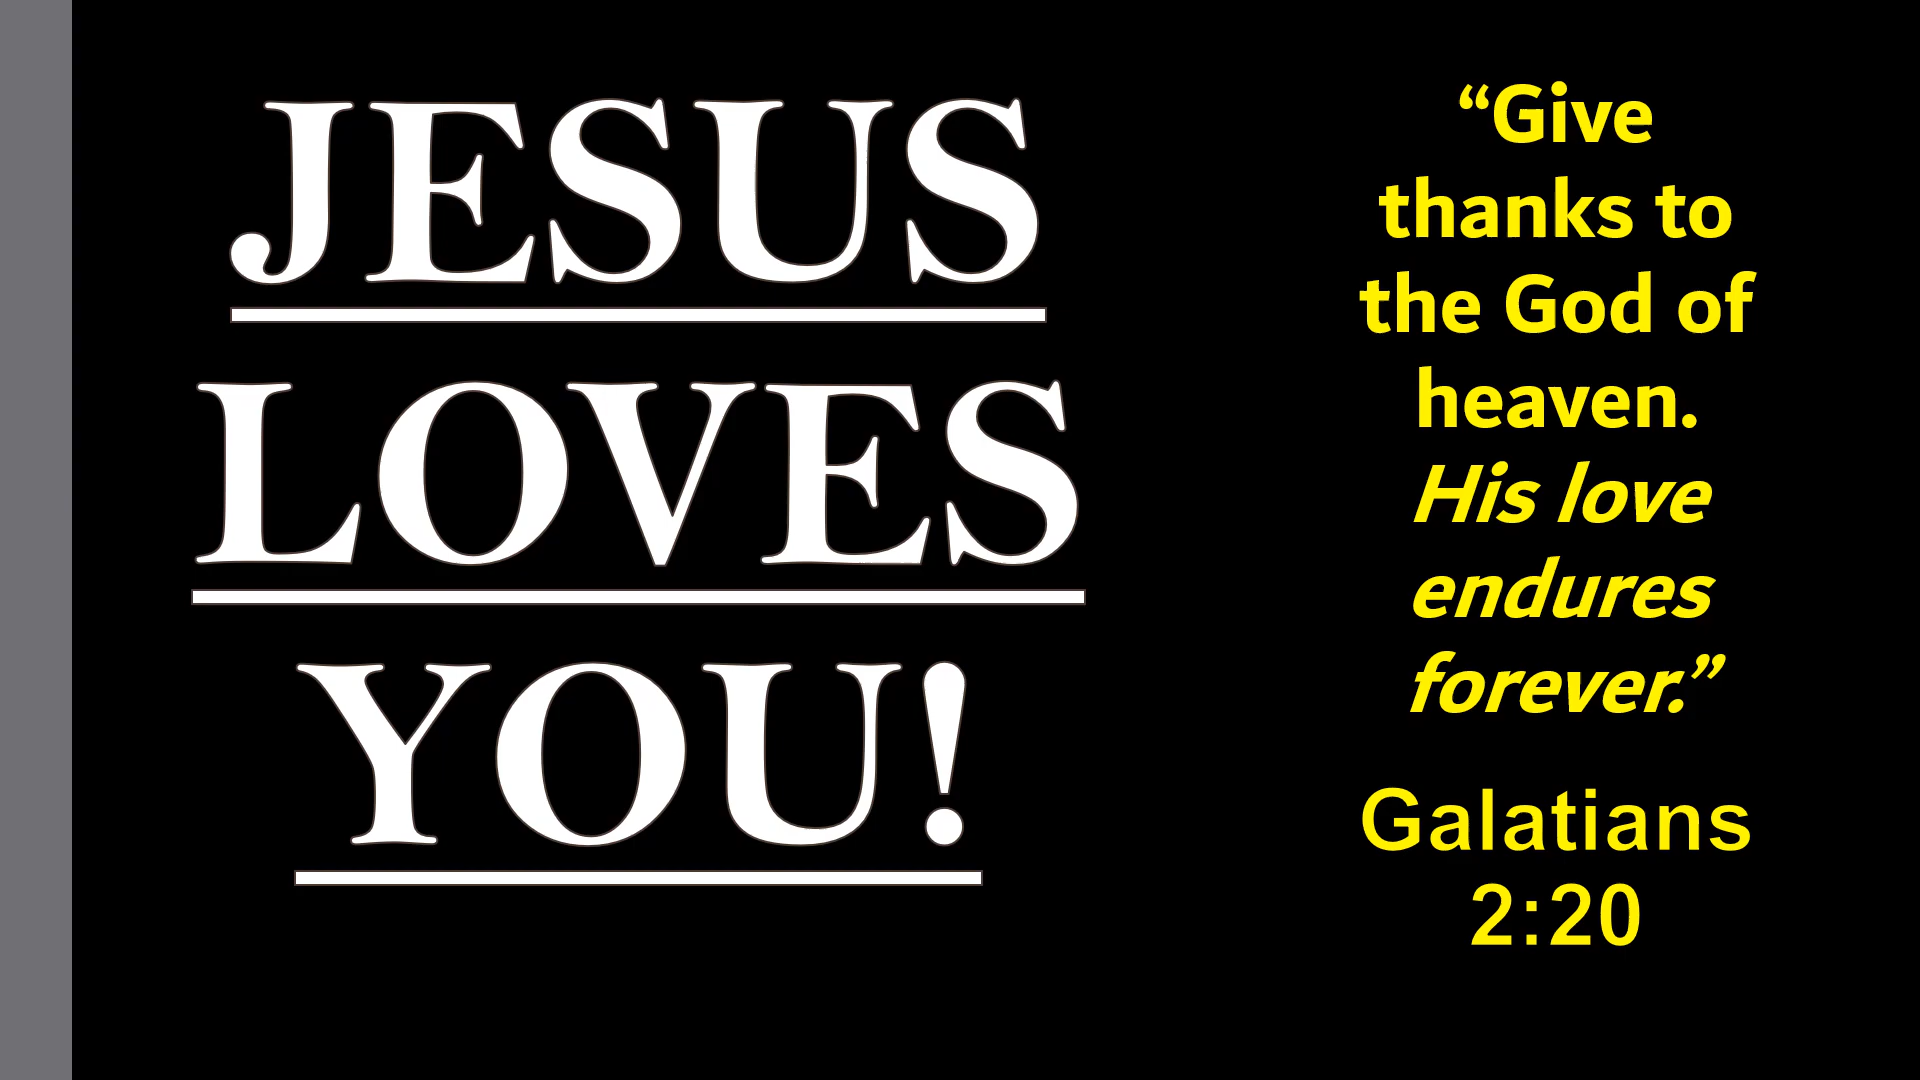 JESUS
LOVES
YOU!
“Give
thanks to
the God of
heaven.
His love
endures
forever.”
Galatians
2:20